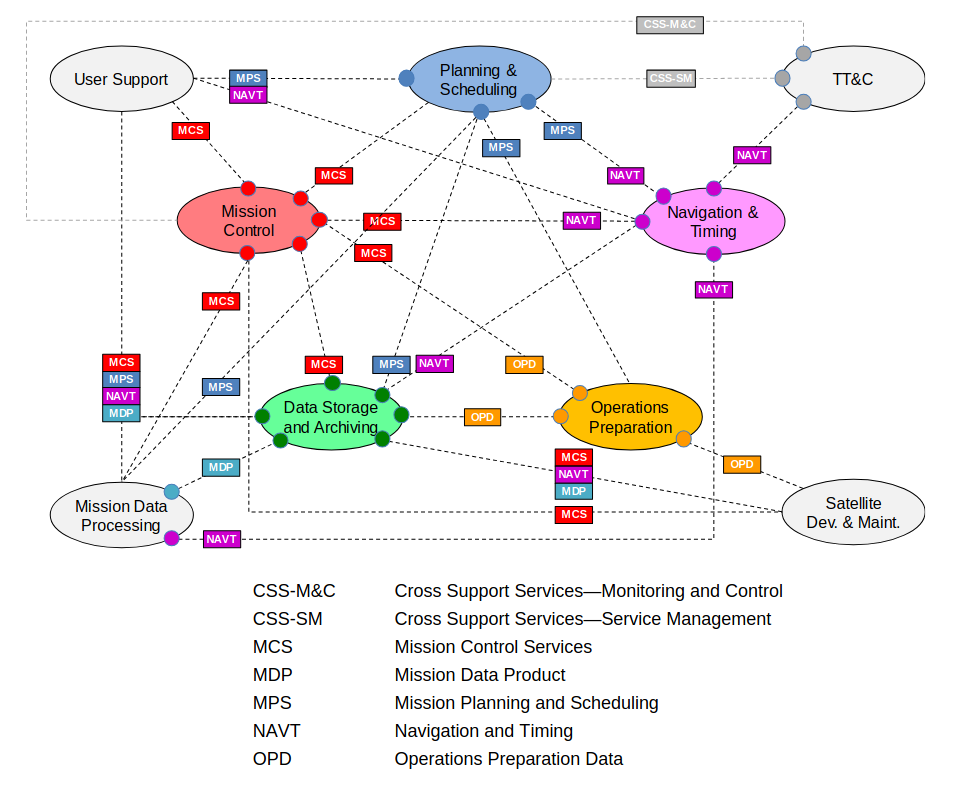 CSS-M&C
User Support
Planning &
Scheduling
TT&C
MPS
NAVT
CSS-SM
MCS
MPS
MPS
NAVT
MCS
NAVT
Mission
Control
Navigation &
Timing
MCS
NAVT
MCS
NAVT
MCS
MCS
MPS
NAVT
MDP
MCS
MPS
NAVT
OPD
MPS
Data Storage
and Archiving
OPD
Operations
Preparation
MDP
MCS
NAVT
MDP
OPD
Mission Data
Processing
MCS
Satellite
Dev. & Maint.
NAVT
CSS-M&C Cross Support Services—Monitoring and Control
CSS-SM Cross Support Services—Service Management
MCS Mission Control Services
MDP Mission Data Product
MPS Mission Planning and Scheduling
NAVT Navigation and Timing
OPD Operations Preparation Data